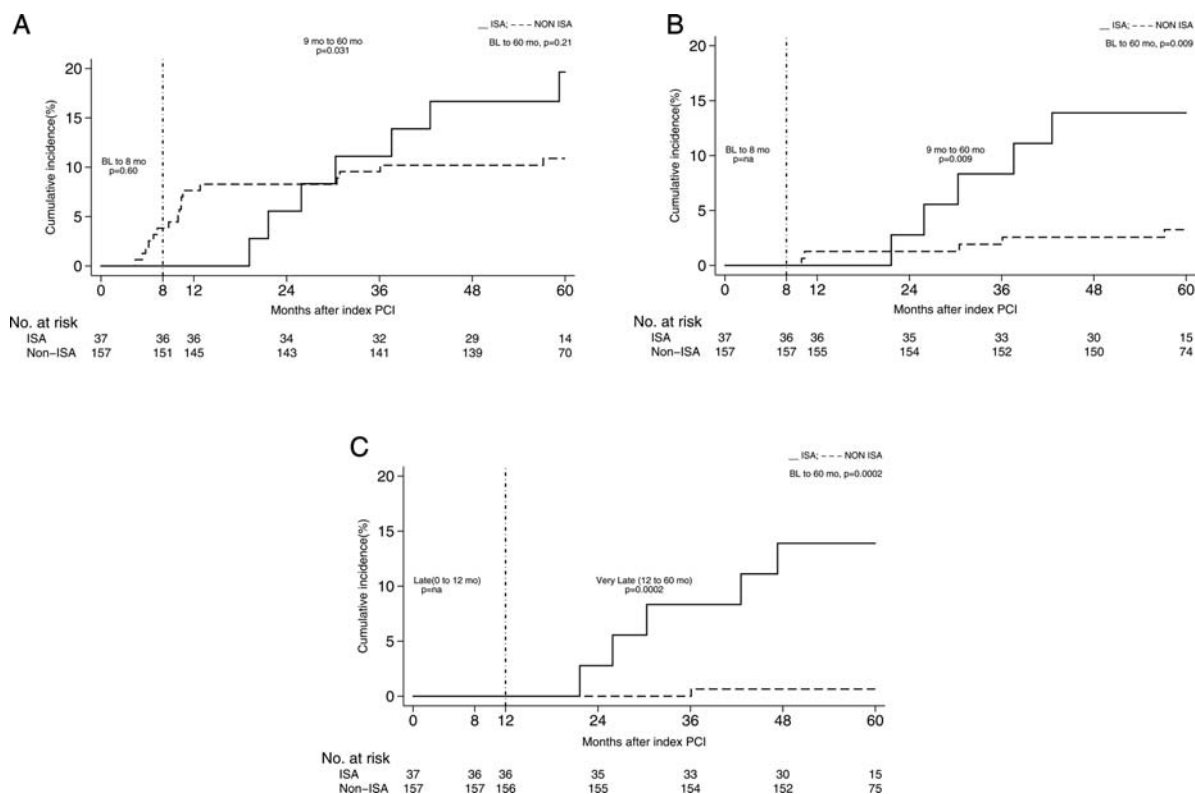 A
__ ISA; – – – NON ISA
9 mo to 60 mo
p=0.031
BL to 60 mo, p=0.21
BL to 8 mo
p=0.60
Cumulative incidence(%)
20
15
10
5
0
0 8 12 24 36 48 60
Months after index PCI
No. at risk
ISA 37 36 36 34 32 29 14
Non−ISA 157 151 145 143 141 139 70
B
__ ISA; – – – NON ISA
BL to 60 mo, p=0.009
BL to 8 mo
p=na
9 mo to 60 mo
p=0.009
Cumulative incidence(%)
20
15
10
5
0
0 8 12 24 36 48 60
Months after index PCI
No. at risk
ISA 37 36 36 35 33 30 15
Non−ISA 157 157 155 154 152 150 74
C
__ ISA; – – – NON ISA
BL to 60 mo, p=0.0002
Late(0 to 12 mo)
p=na
Very Late (12 to 60 mo)
p=0.0002
Cumulative incidence(%)
20
15
10
5
0
0 8 12 24 36 48 60
Months after index PCI
No. at risk
ISA 37 36 36 35 33 30 15
Non−ISA 157 157 156 155 154 152 75